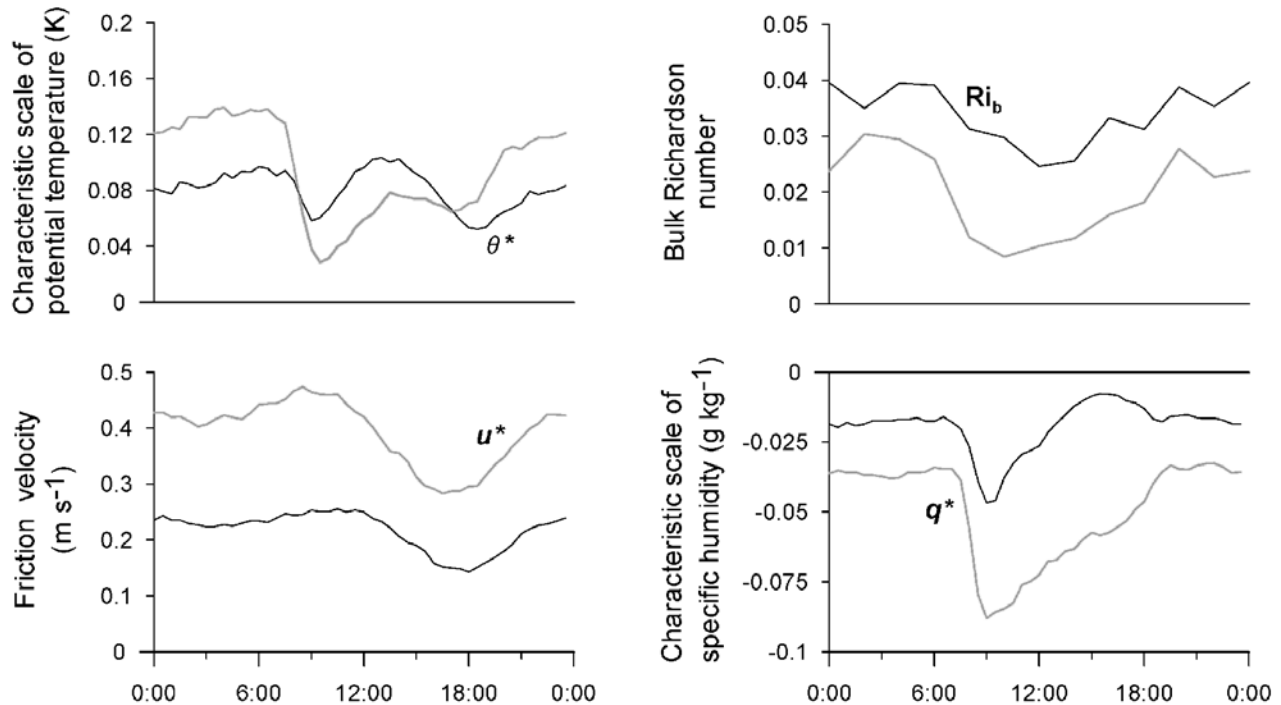 Characteristic scale of
potential temperature (K)
0.2
0.16
0.12
0.08
0.04
0
θ*
Bulk Richardson
number
0.05
0.04
0.03
0.02
0.01
0
Ri_b
Friction velocity
(m s⁻¹)
0.5
0.4
0.3
0.2
0.1
0
u*
0:00 6:00 12:00 18:00 0:00
Characteristic scale of
specific humidity (g kg⁻¹)
0
-0.025
-0.05
-0.075
-0.1
q*
0:00 6:00 12:00 18:00 0:00